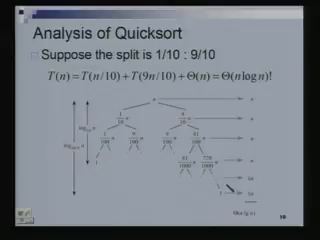 Analysis of Quicksort
Suppose the split is 1/10 : 9/10
T(n) = T(n/10) + T(9n/10) + Θ(n) = Θ(n log n)!
n
n
1/10 n
9/10 n
n
1/100 n
9/100 n
9/100 n
81/100 n
n
81/1000 n
729/1000 n
n
1
1
10